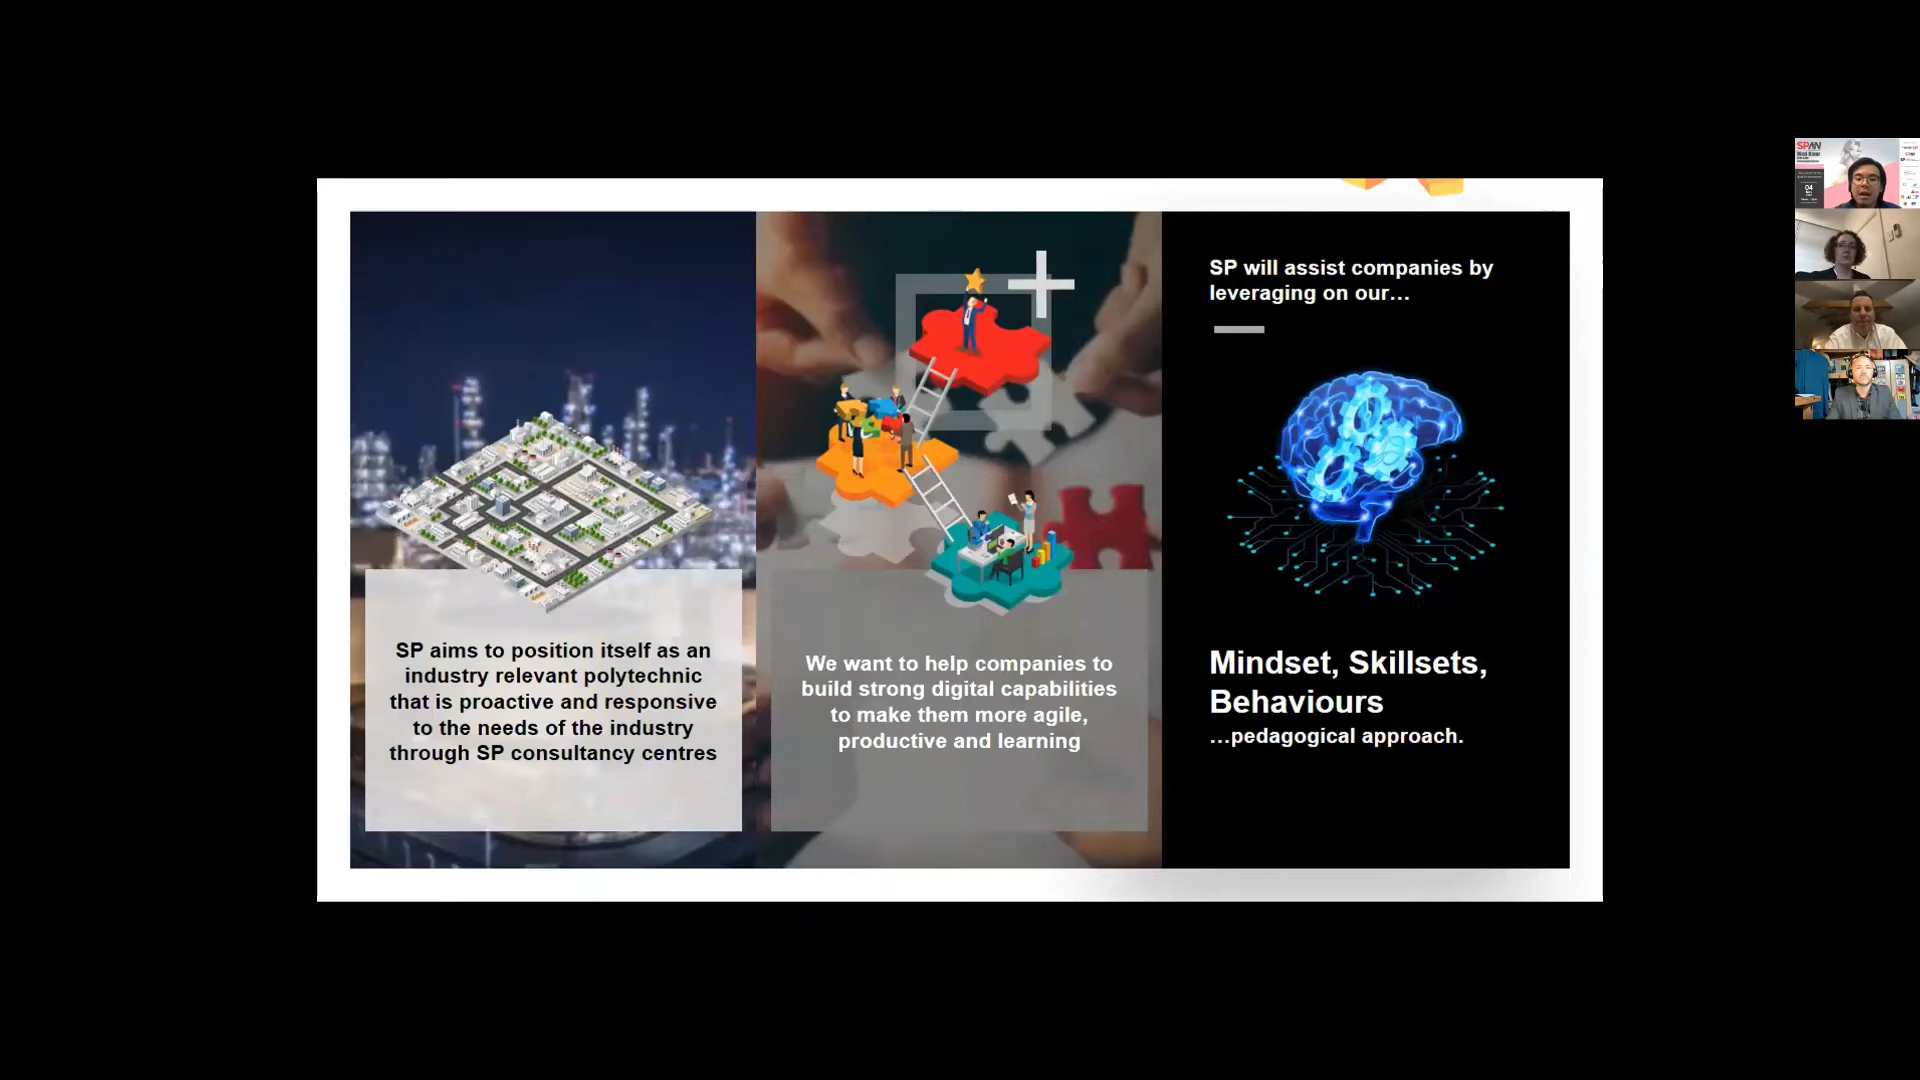 SP aims to position itself as an
industry relevant polytechnic
that is proactive and responsive
to the needs of the industry
through SP consultancy centres
We want to help companies to
build strong digital capabilities
to make them more agile,
productive and learning
SP will assist companies by
leveraging on our...
Mindset, Skillsets,
Behaviours
...pedagogical approach.
SPAN
04